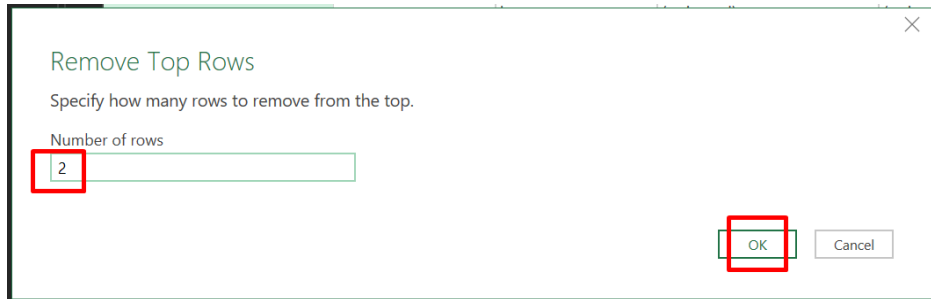 Remove Top Rows
Specify how many rows to remove from the top.
Number of rows
2
OK Cancel